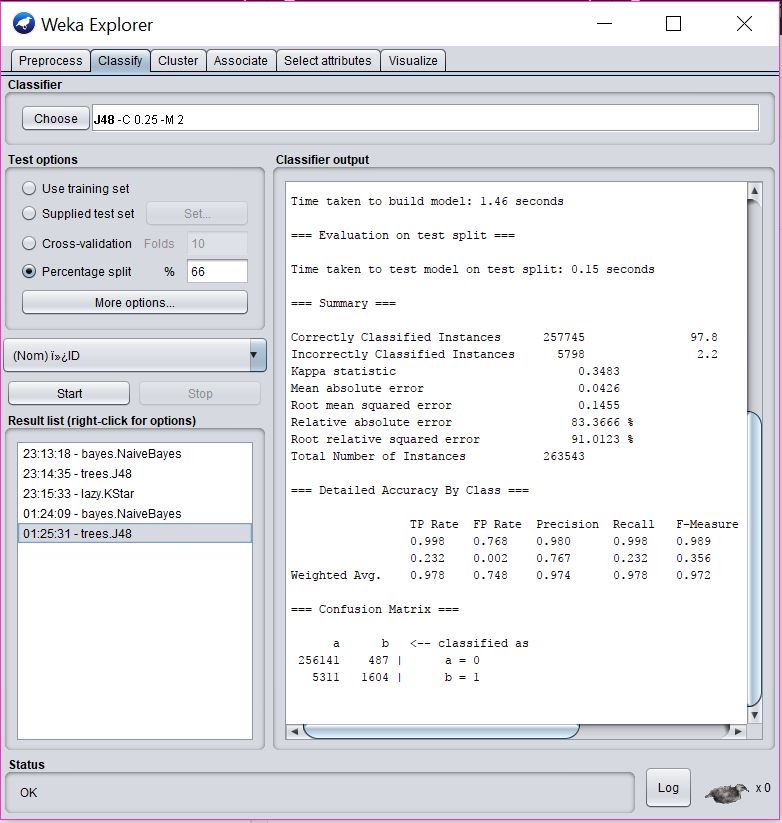 Weka Explorer
Preprocess Classify Cluster Associate Select attributes Visualize
Classifier
Choose J48 -C 0.25 -M 2
Test options
Use training set
Supplied test set Set...
Cross-validation Folds 10
Percentage split % 66
More options...
(Nom) ï»¿ID
Start Stop
Result list (right-click for options)
23:13:18 - bayes.NaiveBayes
23:14:35 - trees.J48
23:15:33 - lazy.KStar
01:24:09 - bayes.NaiveBayes
01:25:31 - trees.J48
Classifier output
Time taken to build model: 1.46 seconds
=== Evaluation on test split ===
Time taken to test model on test split: 0.15 seconds
=== Summary ===
Correctly Classified Instances 257745 97.8
Incorrectly Classified Instances 5798 2.2
Kappa statistic 0.3483
Mean absolute error 0.0426
Root mean squared error 0.1455
Relative absolute error 83.3666 %
Root relative squared error 91.0123 %
Total Number of Instances 263543
=== Detailed Accuracy By Class ===
TP Rate FP Rate Precision Recall F-Measure
0.998 0.768 0.980 0.998 0.989
0.232 0.002 0.767 0.232 0.356
Weighted Avg. 0.978 0.748 0.974 0.978 0.972
=== Confusion Matrix ===
a b <-- classified as
256141 487 | a = 0
5311 1604 | b = 1
Status
OK
Log x 0